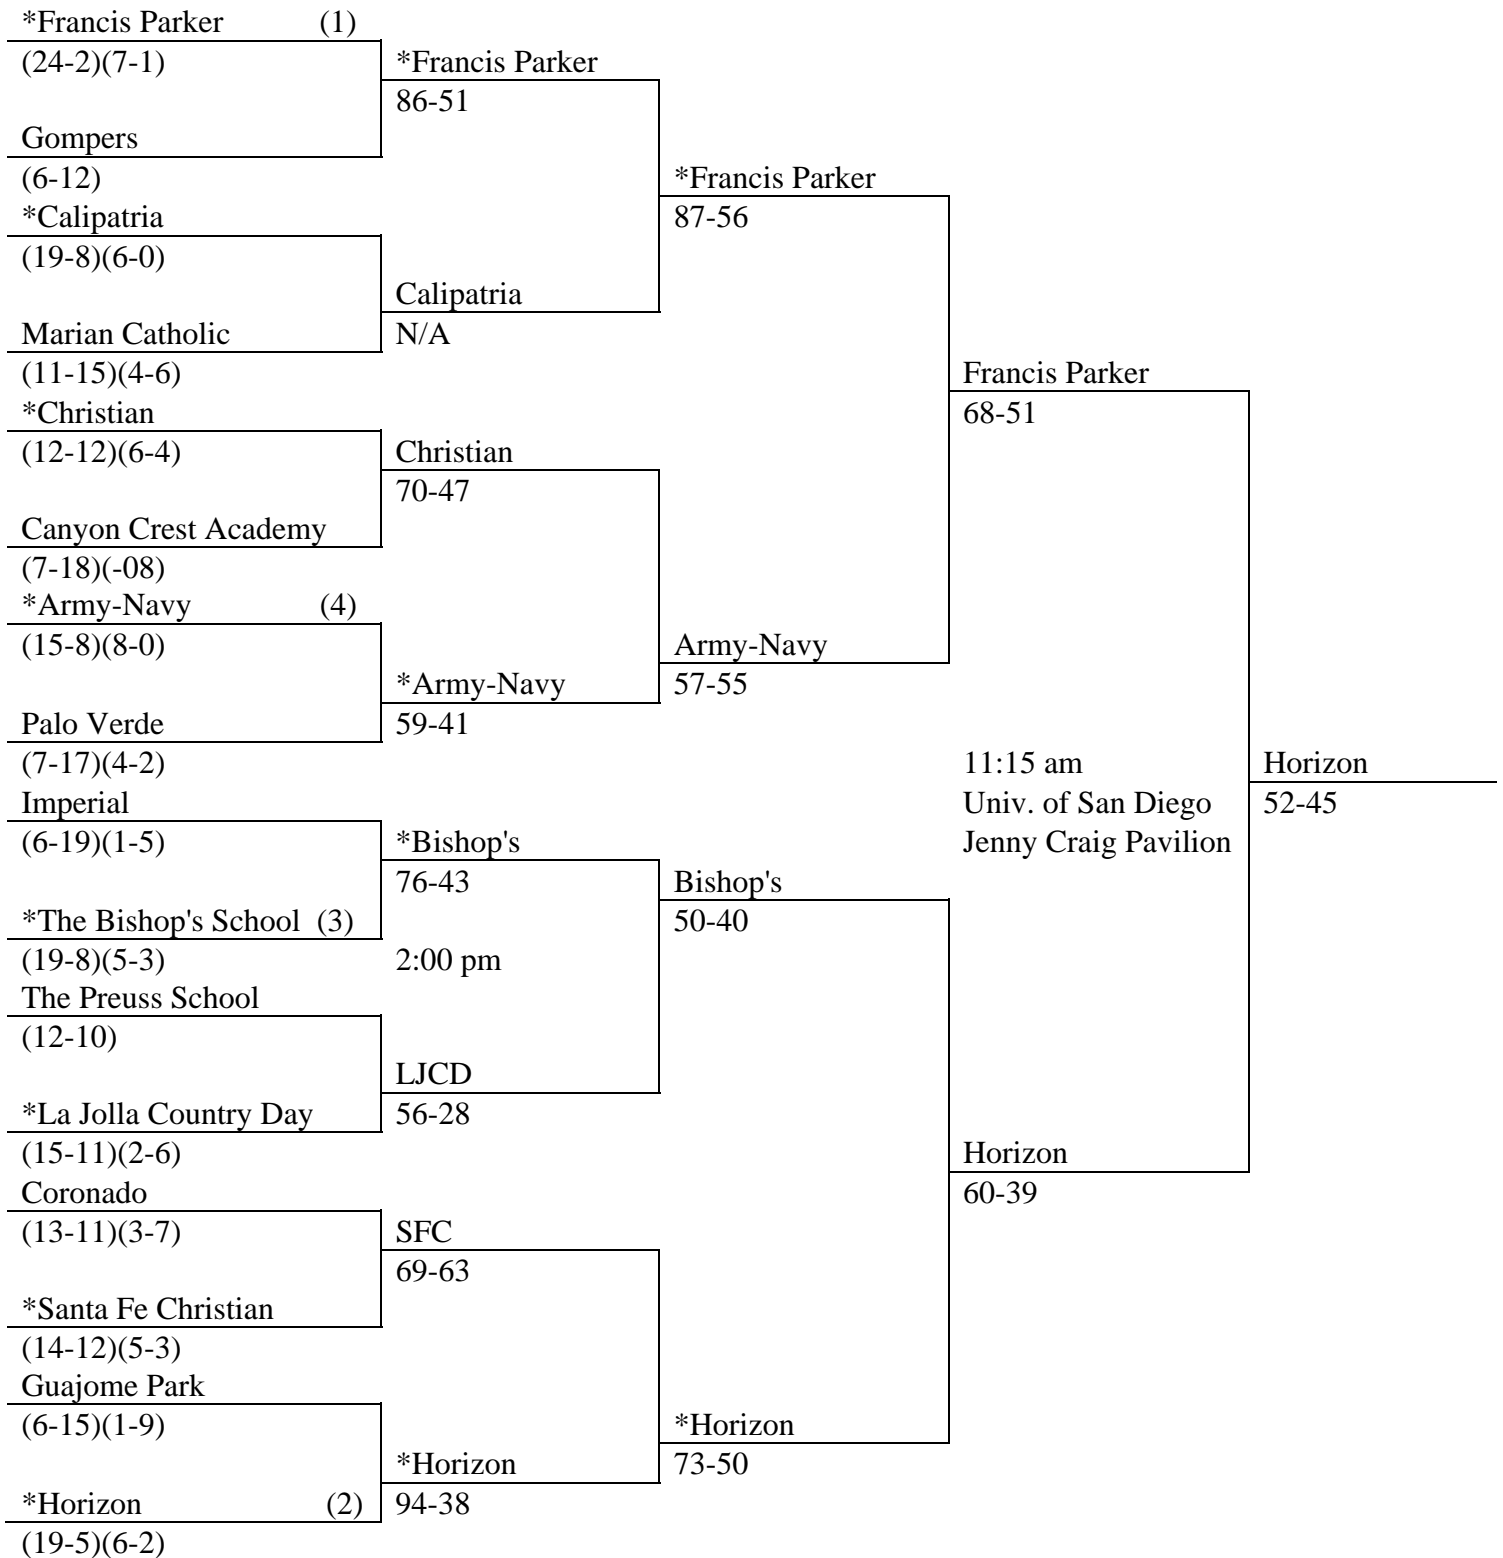 *Francis Parker (1)
(24-2)(7-1)
*Francis Parker
86-51
Gompers
(6-12)
*Francis Parker
*Calipatria
87-56
(19-8)(6-0)
Calipatria
Marian Catholic
N/A
(11-15)(4-6)
Francis Parker
*Christian
68-51
(12-12)(6-4)
Christian
70-47
Canyon Crest Academy
(7-18)(-08)
*Army-Navy (4)
(15-8)(8-0)
Army-Navy
*Army-Navy
57-55
Palo Verde
59-41
(7-17)(4-2)
11:15 am
Horizon
Imperial
Univ. of San Diego
52-45
(6-19)(1-5)
*Bishop's
Jenny Craig Pavilion
76-43
Bishop's
*The Bishop's School (3)
50-40
(19-8)(5-3)
2:00 pm
The Preuss School
(12-10)
LJCD
*La Jolla Country Day
56-28
(15-11)(2-6)
Horizon
Coronado
60-39
(13-11)(3-7)
SFC
69-63
*Santa Fe Christian
(14-12)(5-3)
Guajome Park
(6-15)(1-9)
*Horizon
*Horizon
73-50
*Horizon (2)
94-38
(19-5)(6-2)